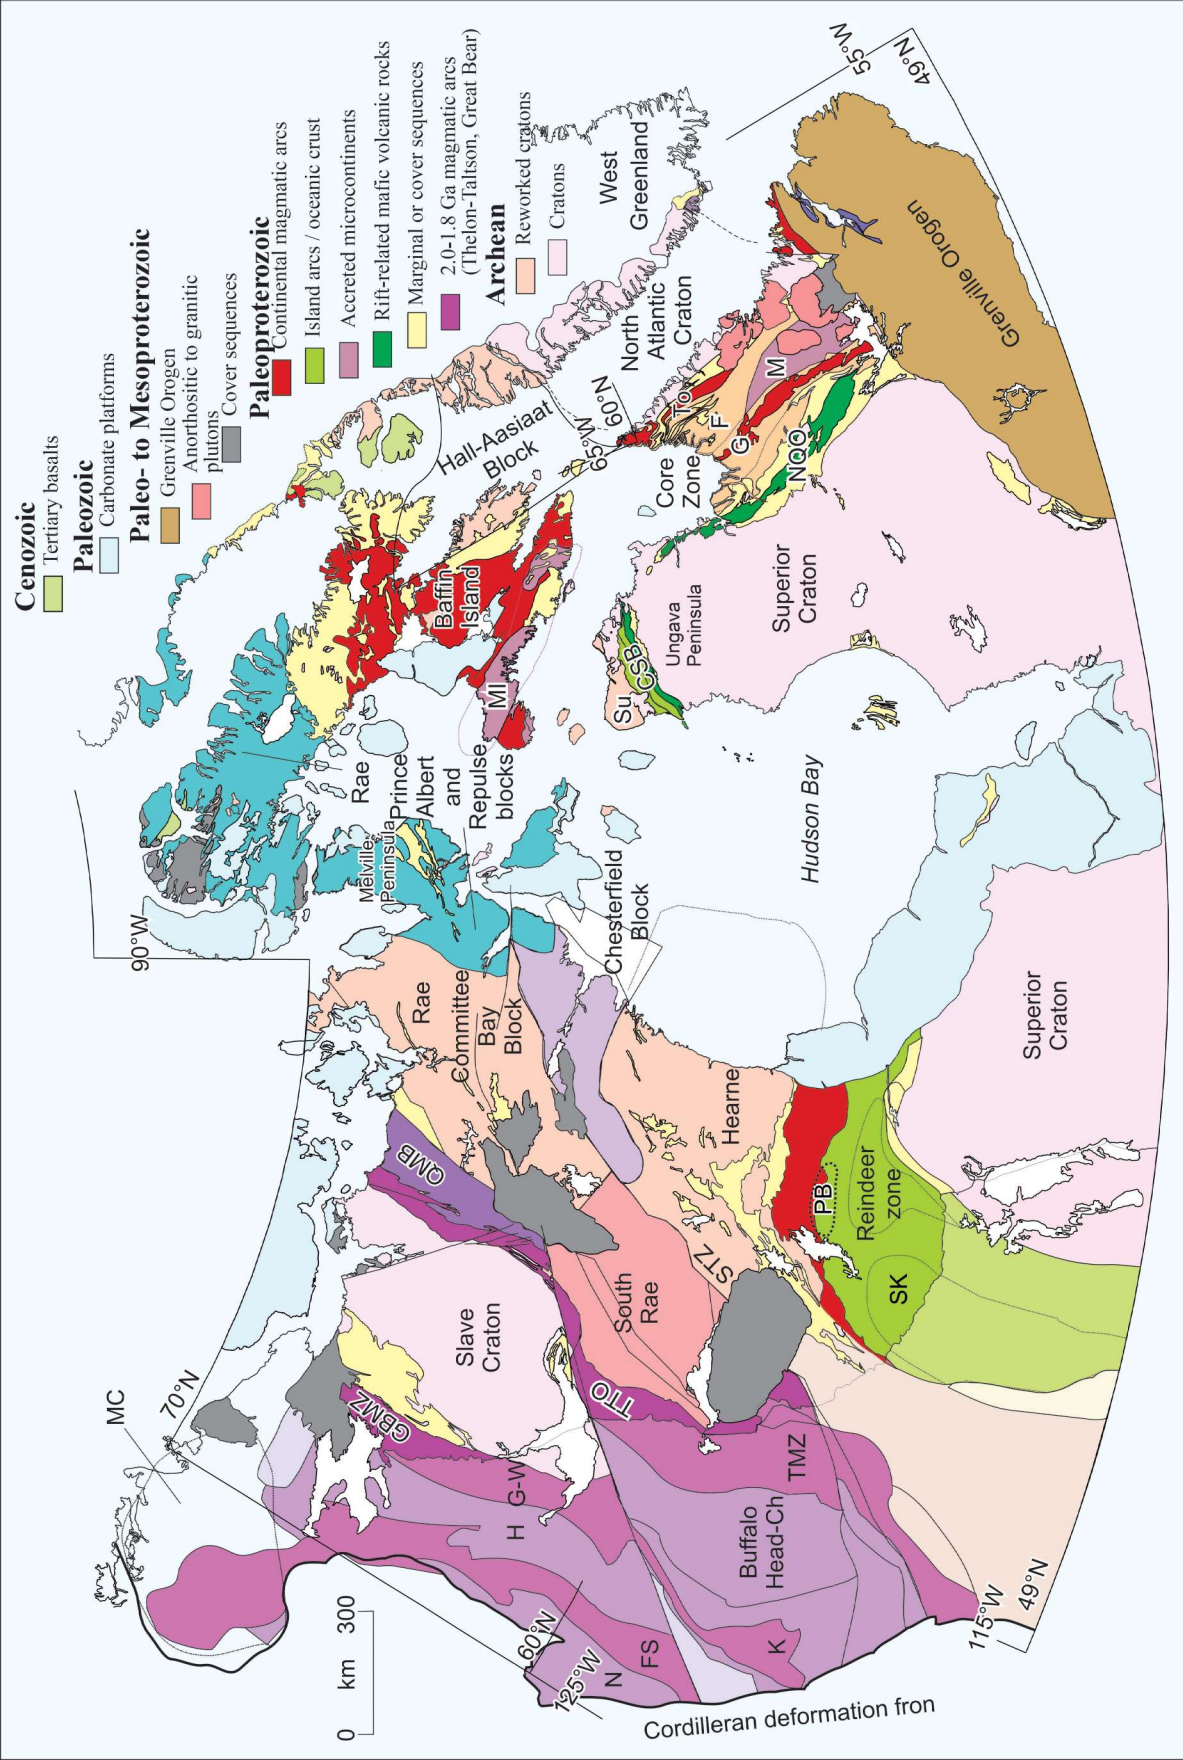 Cenozoic
Tertiary basalts
Paleozoic
Carbonate platforms
Paleo- to Mesoproterozoic
Grenville Orogen
Anorthositic to granitic
plutons
Cover sequences
Paleoproterozoic
Continental magmatic arcs
Island arcs / oceanic crust
Accreted microcontinents
Rift-related mafic volcanic rocks
Marginal or cover sequences
2.0-1.8 Ga magmatic arcs
(Thelon-Taltson, Great Bear)
Archean
Reworked cratons
Cratons
West
Greenland
55°W
49°N
North
Atlantic
Craton
Hall-Aasiaat
Block
65°W
60°N
Grenville Orogen
Core
Zone
To
F
G
M
NQO
Baffin
Island
MI
Su
CSB
Ungava
Peninsula
Superior
Craton
Rae
Prince
Albert
and
Repulse
blocks
Melville
Peninsula
Hudson Bay
Chesterfield
Block
90°W
Rae
Committee
Bay
Block
Hearne
Superior
Craton
QMB
PB
Reindeer
zone
SK
STZ
South
Rae
Slave
Craton
MC
70°N
GBMZ
TTO
G-W
H
TMZ
Buffalo
Head-Ch
K
FS
N
60°N
125°W
115°W
49°N
0 km 300
Cordilleran deformation fron